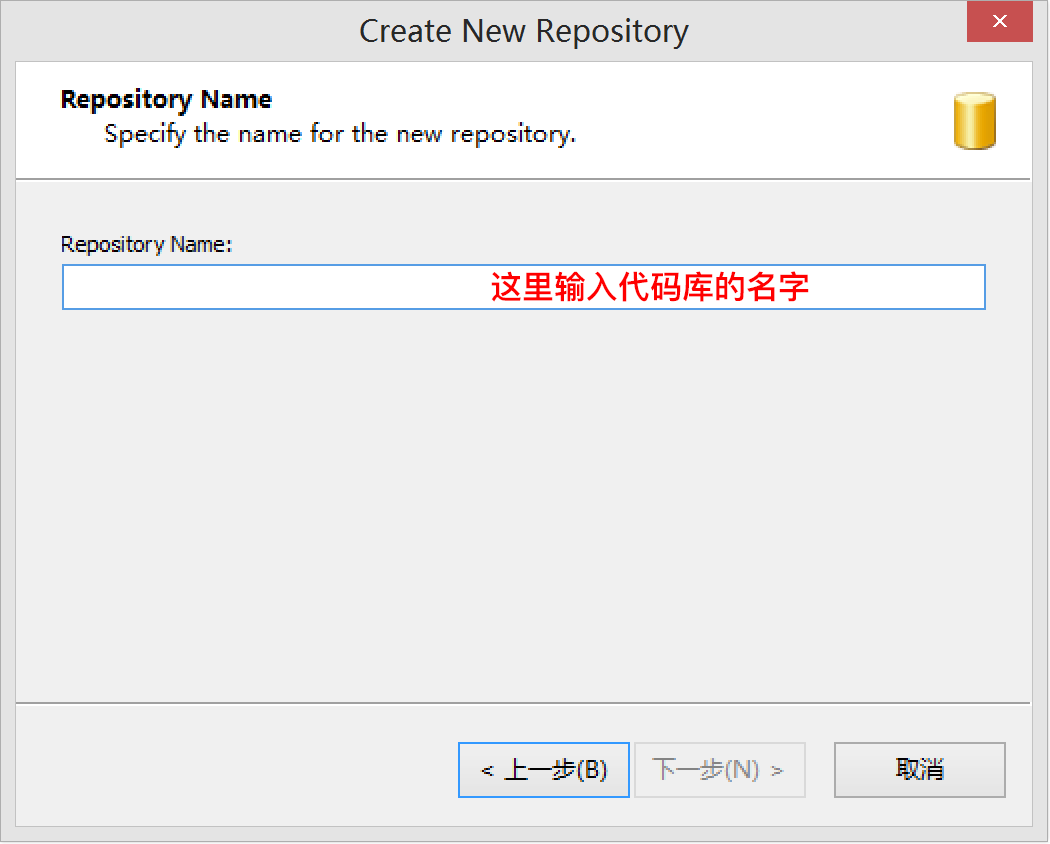 Create New Repository
Repository Name
Specify the name for the new repository.
Repository Name:
这里输入代码库的名字
< 上一步(B)
下一步(N) >
取消